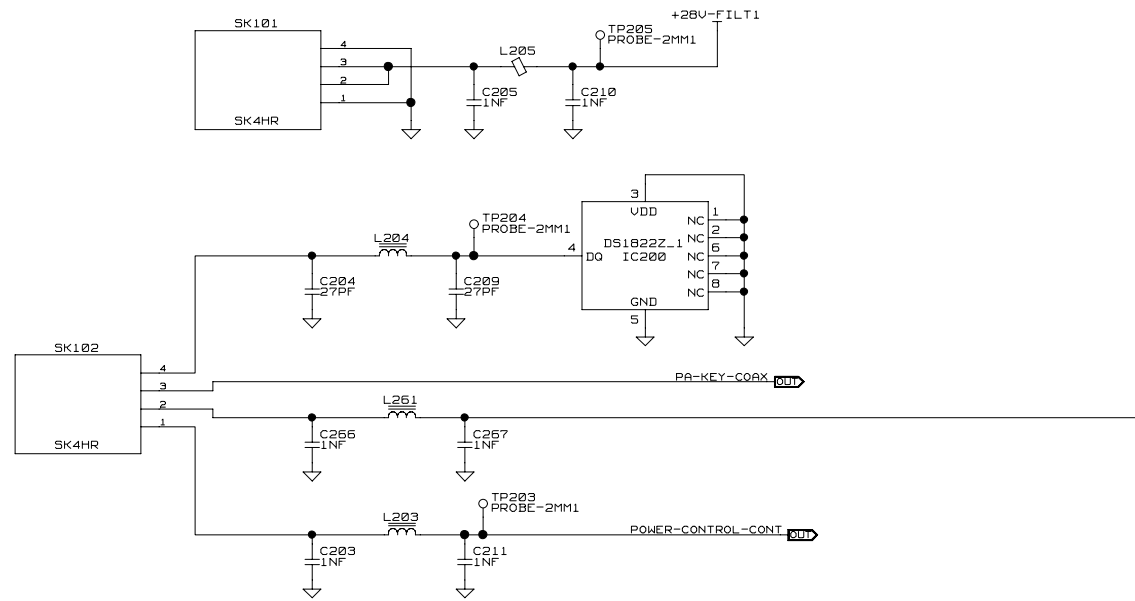 SK101
4
3
2
1
SK4HR
L205
C205
1NF
C210
1NF
TP205
PROBE-2MM1
+28V-FILT1
L204
C204
27PF
C209
27PF
TP204
PROBE-2MM1
4
DQ
3
VDD
DS1822Z_1
IC200
GND
5
NC 1
NC 2
NC 6
NC 7
NC 8
SK102
4
3
2
1
SK4HR
PA-KEY-COAX OUT
L261
C266
1NF
C267
1NF
L203
C203
1NF
C211
1NF
TP203
PROBE-2MM1
POWER-CONTROL-CONT OUT